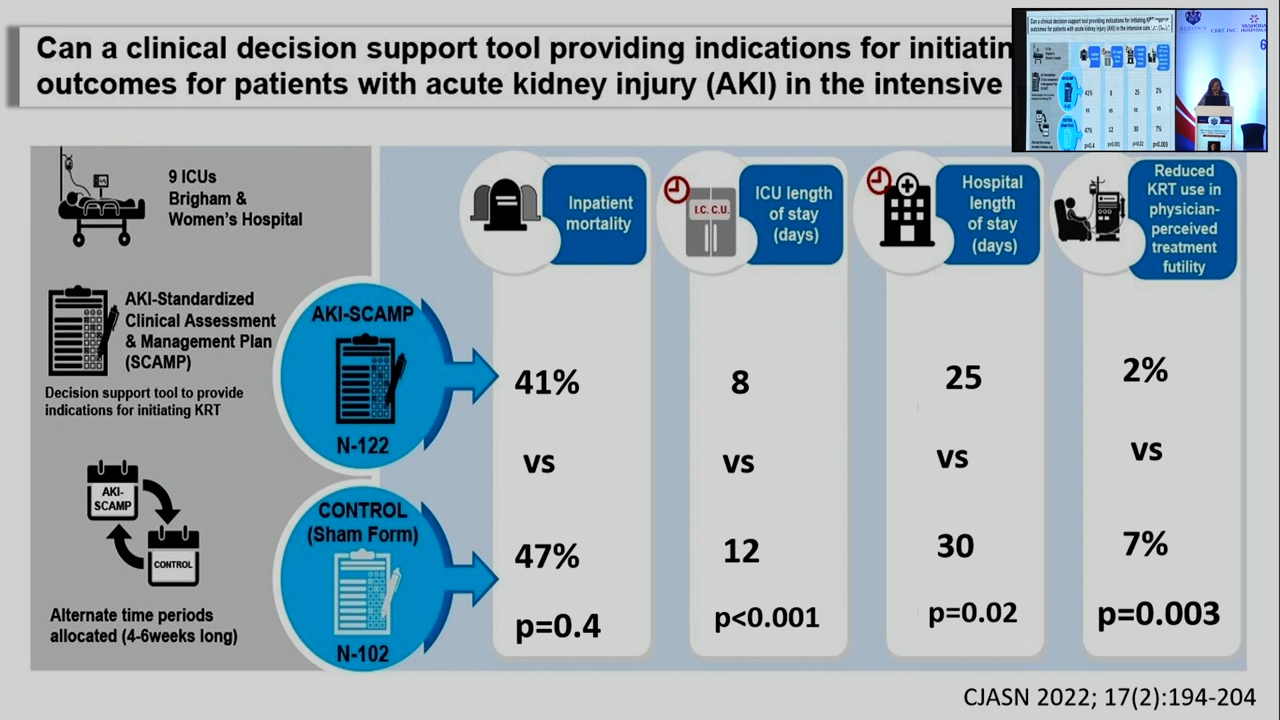 Can a clinical decision support tool providing indications for initiatin
outcomes for patients with acute kidney injury (AKI) in the intensive
9 ICUs
Brigham &
Women's Hospital
AKI-Standardized
Clinical Assessment
& Management Plan
(SCAMP)
Decision support tool to provide
indications for initiating KRT
AKI-
SCAMP
CONTROL
Alternate time periods
allocated (4-6weeks long)
AKI-SCAMP
N-122
CONTROL
(Sham Form)
N-102
Inpatient
mortality
41%
vs
47%
p=0.4
I.C. C.U.
ICU length
of stay
(days)
8
vs
12
p<0.001
Hospital
length
of stay
(days)
25
vs
30
p=0.02
Reduced
KRT use in
physician-
perceived
treatment
futility
2%
vs
7%
p=0.003
CJASN 2022; 17(2):194-204
CRRT INC.
YASHODA
HOSPITALS
6